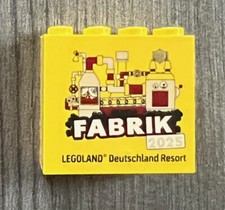 FABRIK
2025
LEGOLAND® Deutschland Resort